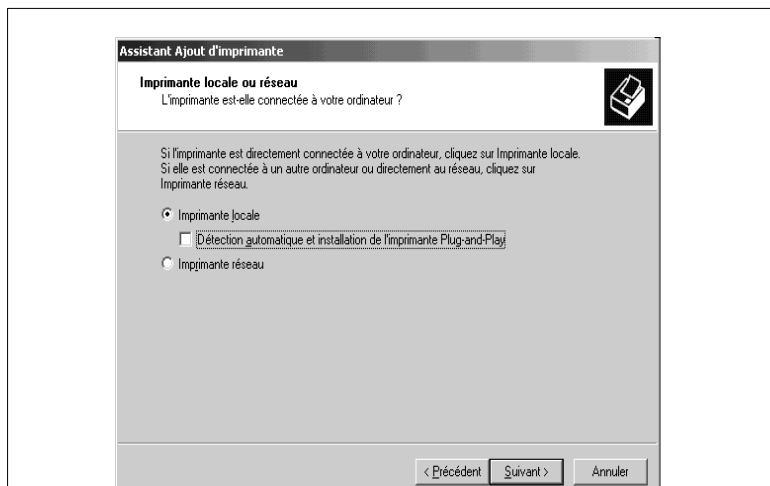 Assistant Ajout d'imprimante
Imprimante locale ou réseau
L'imprimante est-elle connectée à votre ordinateur ?
Si l'imprimante est directement connectée à votre ordinateur, cliquez sur Imprimante locale.
Si elle est connectée à un autre ordinateur ou directement au réseau, cliquez sur
Imprimante réseau.
Imprimante locale
Détection automatique et installation de l'imprimante Plug-and-Play
Imprimante réseau
< Précédent Suivant > Annuler